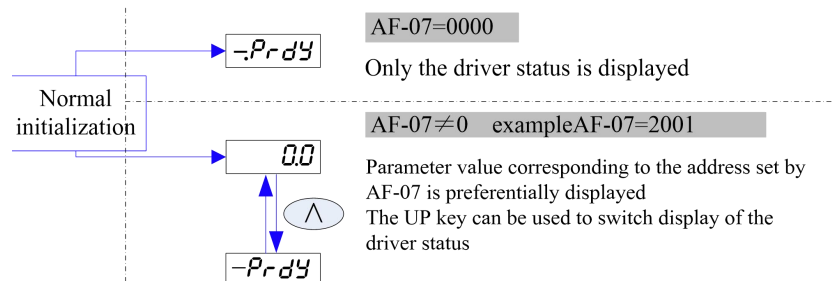 AF-07=0000
-.Prdy
Only the driver status is displayed
Normal
initialization
AF-07≠0 exampleAF-07=2001
0.0
Parameter value corresponding to the address set by
AF-07 is preferentially displayed
The UP key can be used to switch display of the
driver status
∧
-Prdy